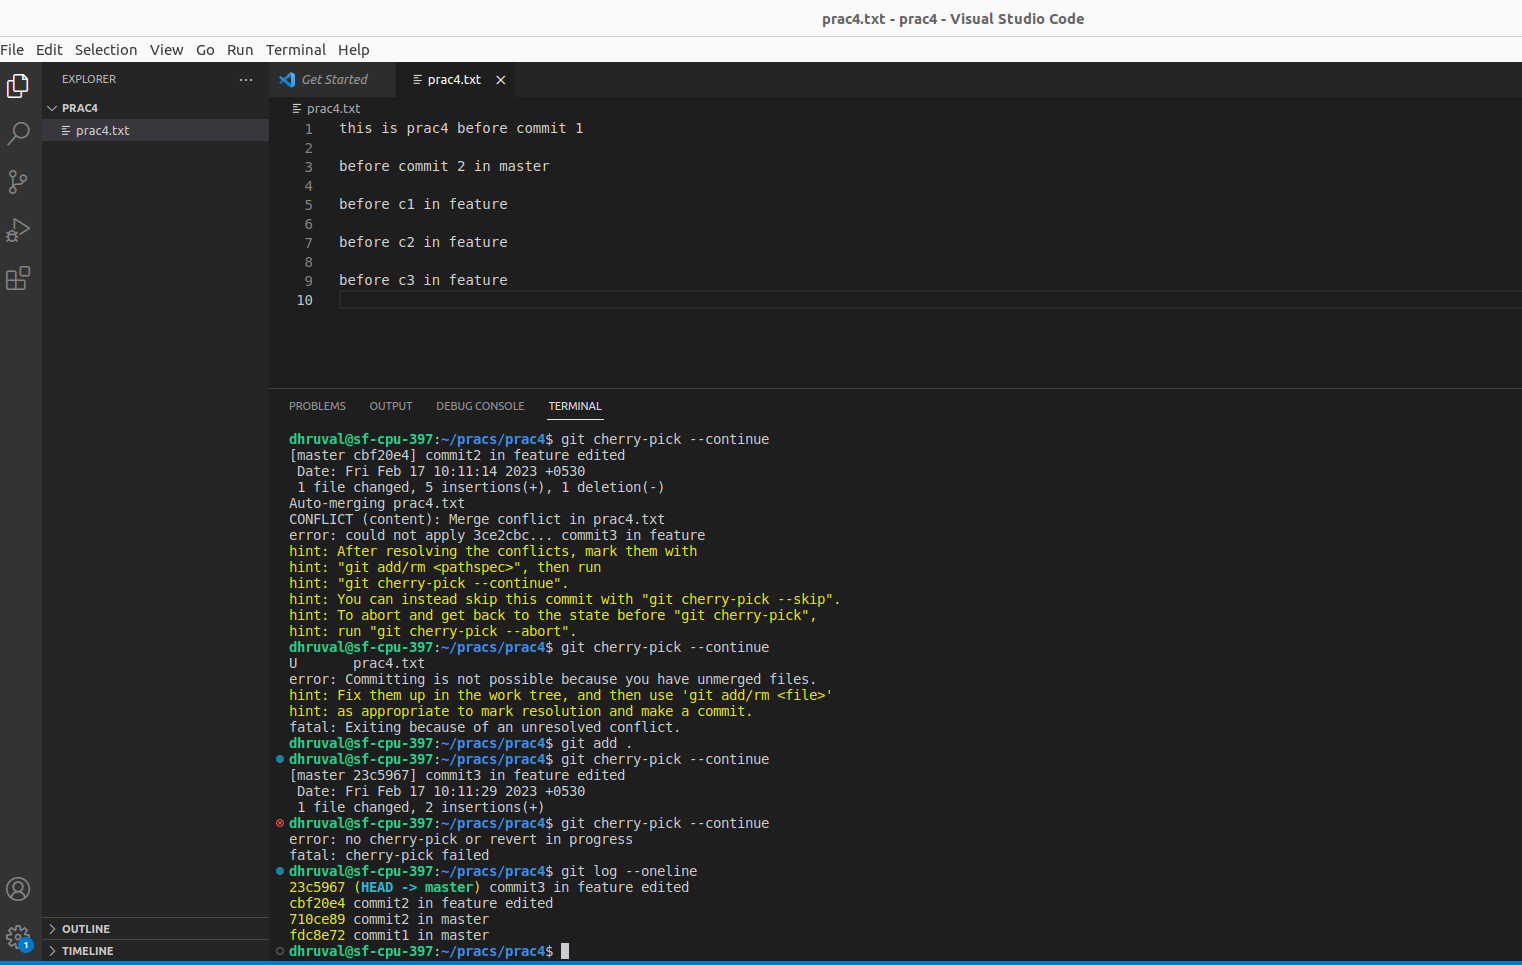 prac4.txt - prac4 - Visual Studio Code
File Edit Selection View Go Run Terminal Help
EXPLORER ...
PRAC4
prac4.txt
Get Started prac4.txt
prac4.txt
1 this is prac4 before commit 1
2
3 before commit 2 in master
4
5 before c1 in feature
6
7 before c2 in feature
8
9 before c3 in feature
10
PROBLEMS OUTPUT DEBUG CONSOLE TERMINAL
dhruval@sf-cpu-397:~/pracs/prac4$ git cherry-pick --continue
[master cbf20e4] commit2 in feature edited
Date: Fri Feb 17 10:11:14 2023 +0530
1 file changed, 5 insertions(+), 1 deletion(-)
Auto-merging prac4.txt
CONFLICT (content): Merge conflict in prac4.txt
error: could not apply 3ce2cbc... commit3 in feature
hint: After resolving the conflicts, mark them with
hint: "git add/rm <pathspec>", then run
hint: "git cherry-pick --continue".
hint: You can instead skip this commit with "git cherry-pick --skip".
hint: To abort and get back to the state before "git cherry-pick",
hint: run "git cherry-pick --abort".
dhruval@sf-cpu-397:~/pracs/prac4$ git cherry-pick --continue
U prac4.txt
error: Committing is not possible because you have unmerged files.
hint: Fix them up in the work tree, and then use 'git add/rm <file>'
hint: as appropriate to mark resolution and make a commit.
fatal: Exiting because of an unresolved conflict.
dhruval@sf-cpu-397:~/pracs/prac4$ git add .
dhruval@sf-cpu-397:~/pracs/prac4$ git cherry-pick --continue
[master 23c5967] commit3 in feature edited
Date: Fri Feb 17 10:11:29 2023 +0530
1 file changed, 2 insertions(+)
dhruval@sf-cpu-397:~/pracs/prac4$ git cherry-pick --continue
error: no cherry-pick or revert in progress
fatal: cherry-pick failed
dhruval@sf-cpu-397:~/pracs/prac4$ git log --oneline
23c5967 (HEAD -> master) commit3 in feature edited
cbf20e4 commit2 in feature edited
710ce89 commit2 in master
fdc8e72 commit1 in master
dhruval@sf-cpu-397:~/pracs/prac4$
OUTLINE
1
TIMELINE